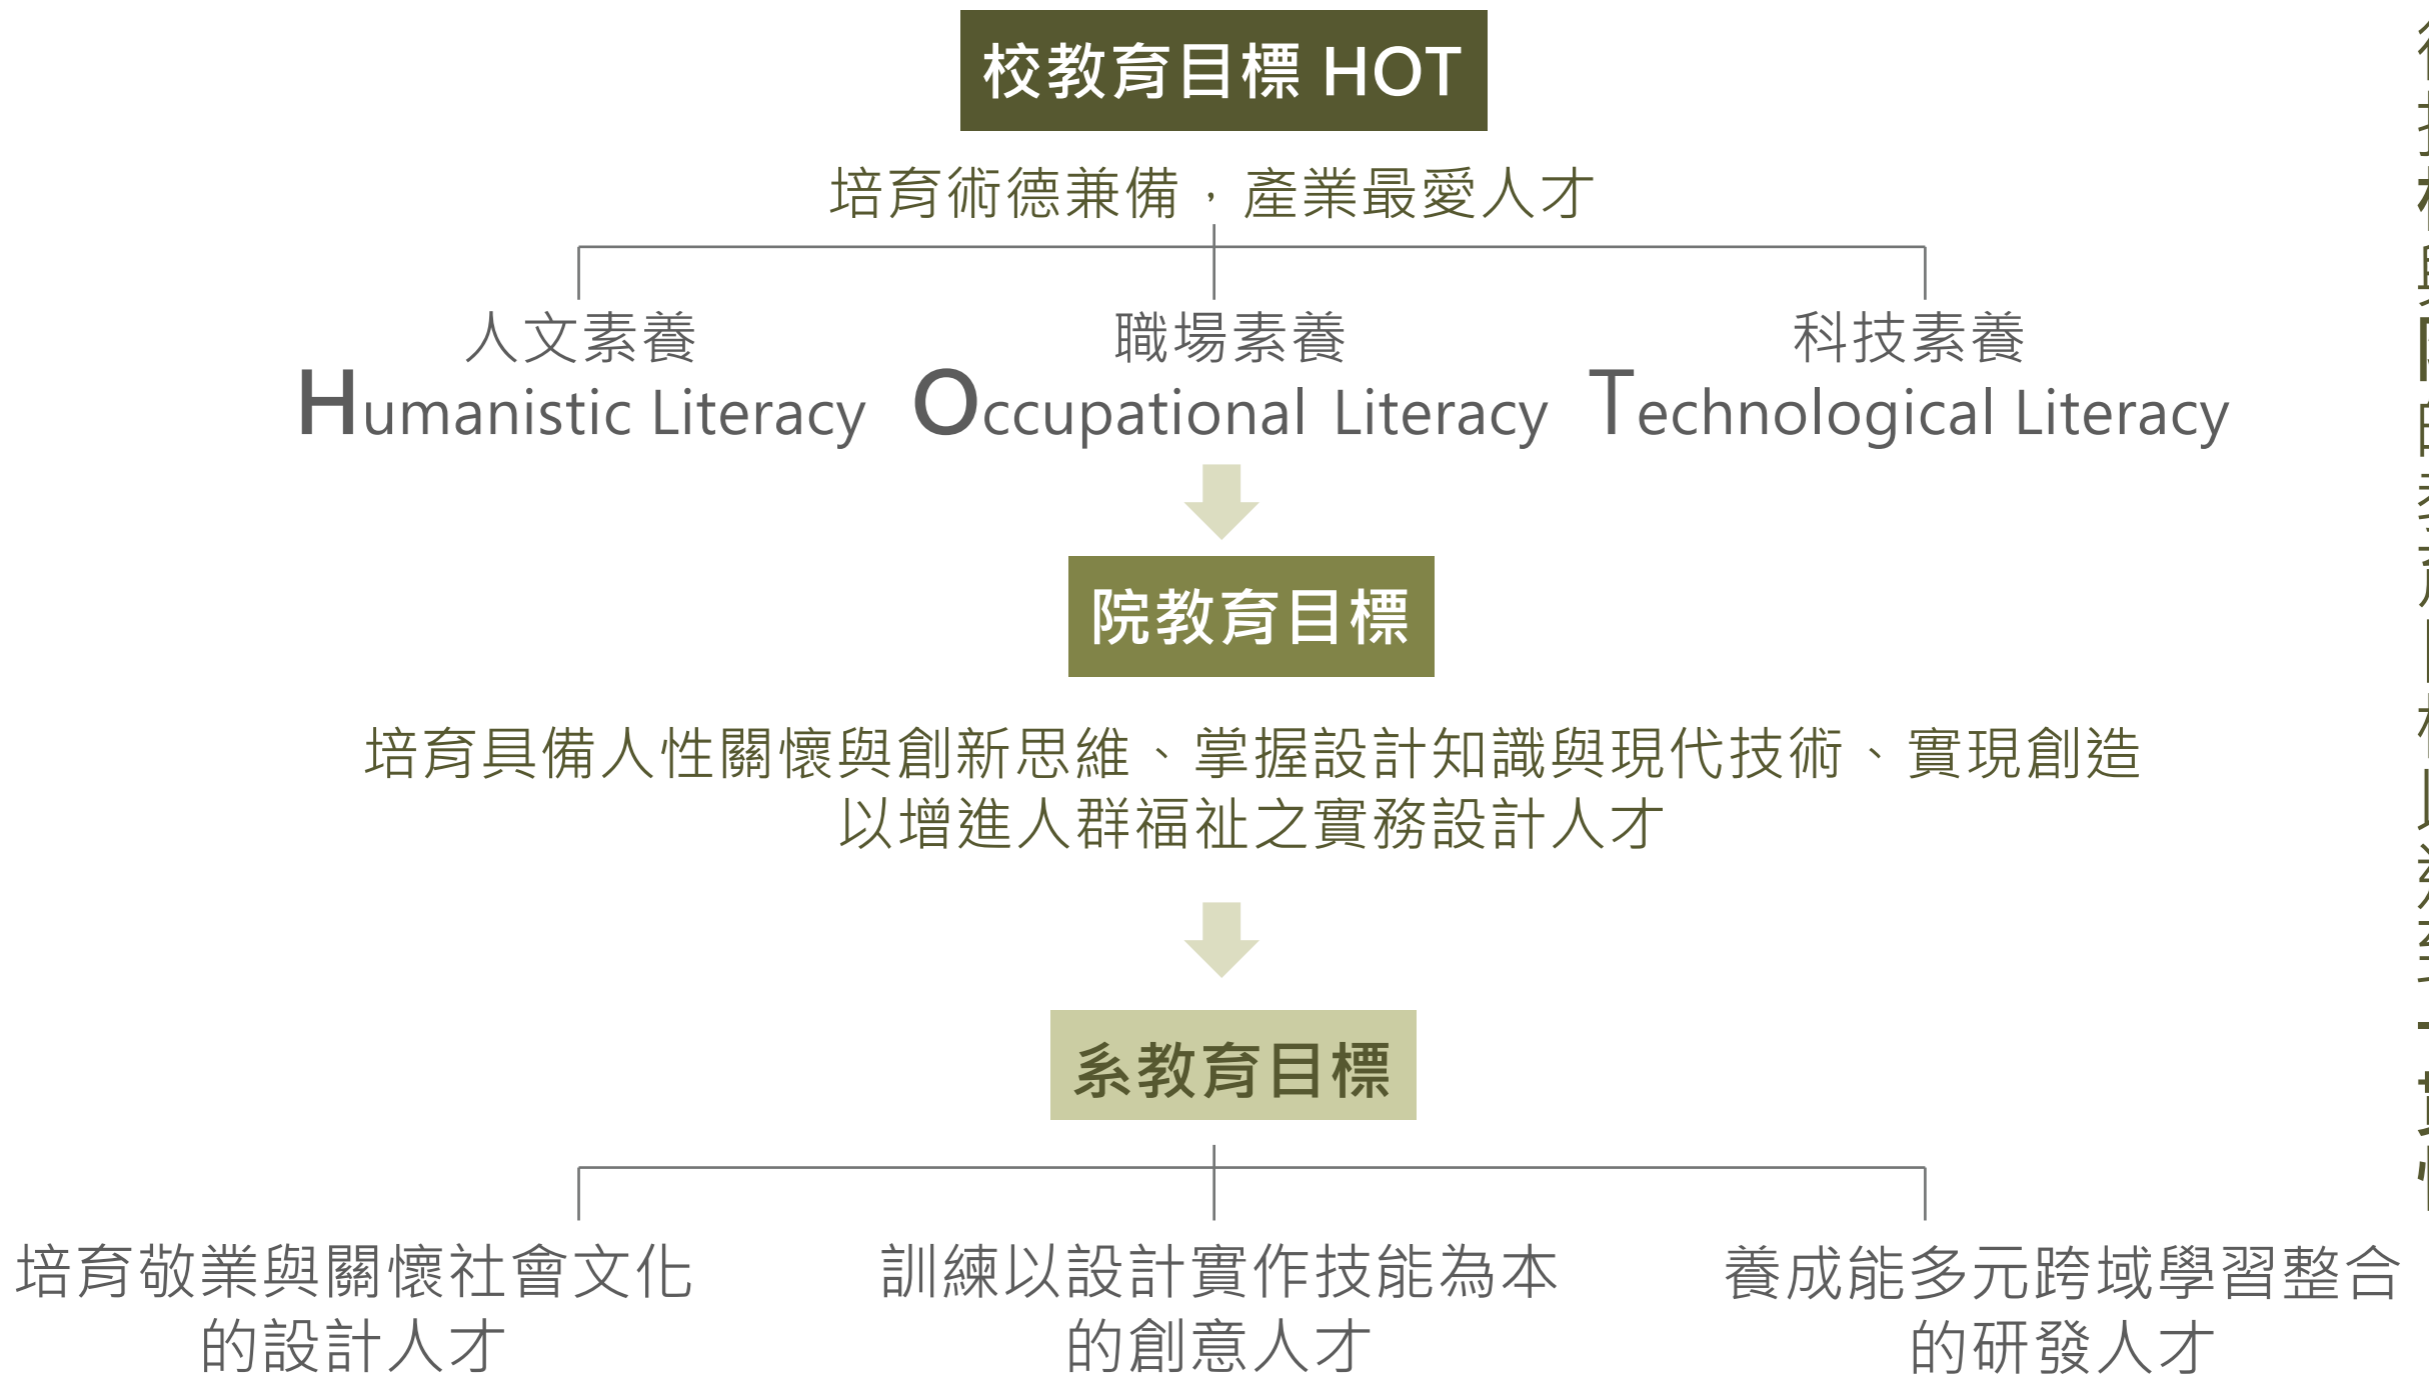 校教育目標 HOT
培育術德兼備，產業最愛人才
人文素養
職場素養
科技素養
Humanistic Literacy
Occupational Literacy
Technological Literacy
院教育目標
培育具備人性關懷與創新思維、掌握設計知識與現代技術、實現創造
以增進人群福祉之實務設計人才
系教育目標
培育敬業與關懷社會文化
的設計人才
訓練以設計實作技能為本
的創意人才
養成能多元跨域學習整合
的研發人才